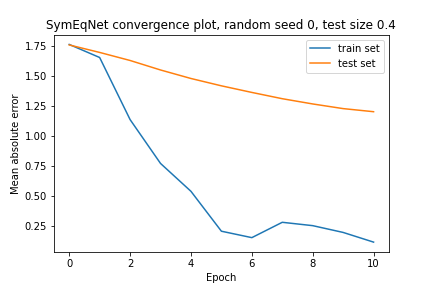 SymEqNet convergence plot, random seed 0, test size 0.4
train set
test set
1.75
1.50
1.25
1.00
0.75
0.50
0.25
Mean absolute error
0 2 4 6 8 10
Epoch